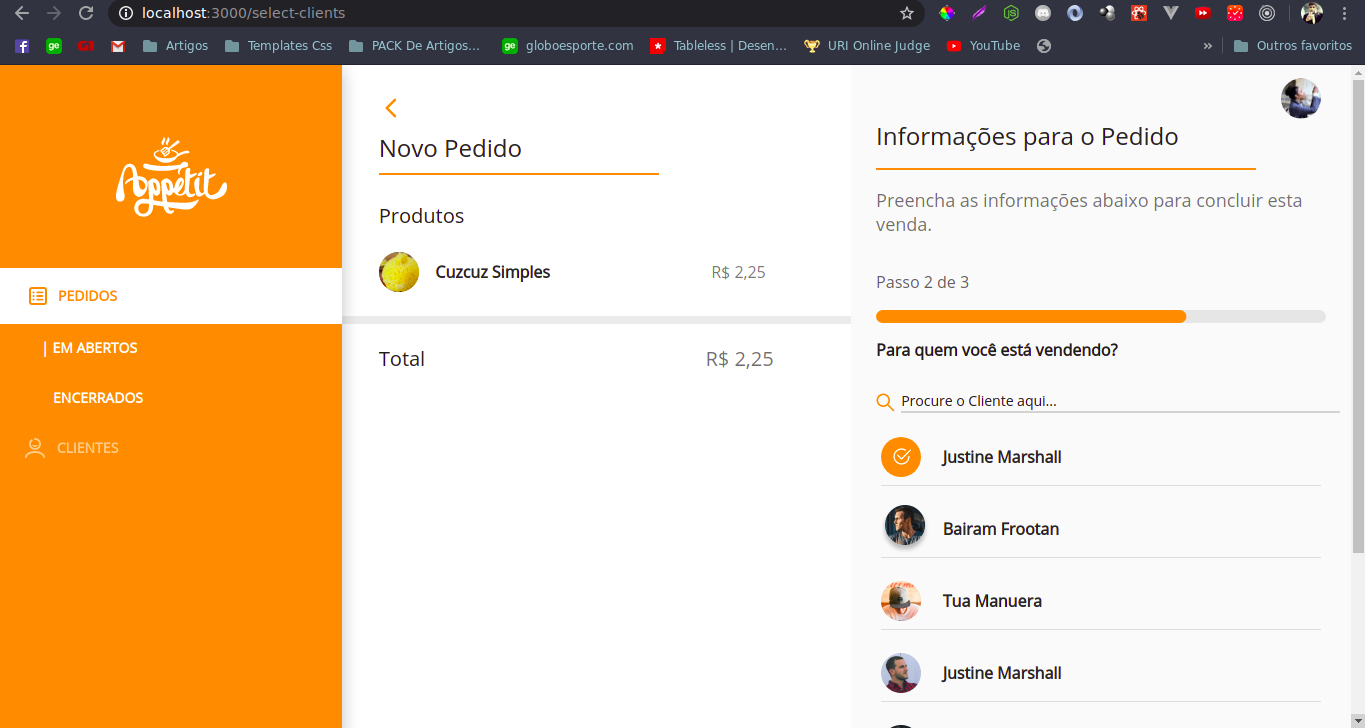 localhost:3000/select-clients
Artigos
Templates Css
PACK De Artigos...
ge globoesporte.com
Tableless | Desen...
URI Online Judge
YouTube
»
Outros favoritos
Appetit
PEDIDOS
| EM ABERTOS
ENCERRADOS
CLIENTES
Novo Pedido
Produtos
Cuzcuz Simples R$ 2,25
Total R$ 2,25
Informações para o Pedido
Preencha as informações abaixo para concluir esta
venda.
Passo 2 de 3
Para quem você está vendendo?
Procure o Cliente aqui...
Justine Marshall
Bairam Frootan
Tua Manuera
Justine Marshall